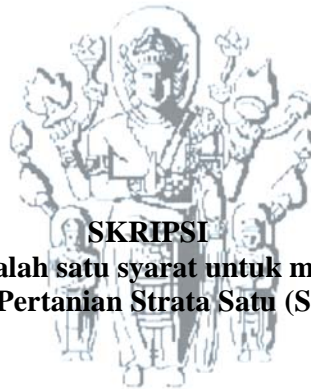 SKRIPSI
alah satu syarat untuk m
Pertanian Strata Satu (S